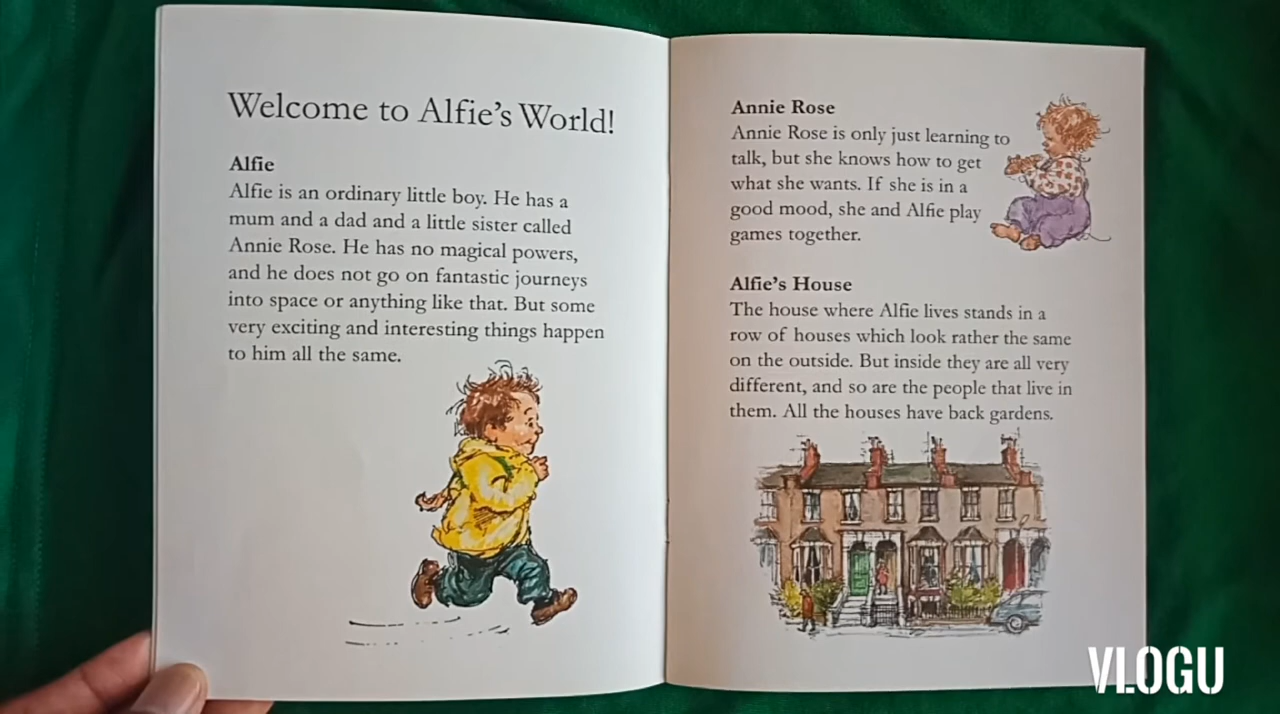 Welcome to Alfie's World!
Alfie
Alfie is an ordinary little boy. He has a
mum and a dad and a little sister called
Annie Rose. He has no magical powers,
and he does not go on fantastic journeys
into space or anything like that. But some
very exciting and interesting things happen
to him all the same.
Annie Rose
Annie Rose is only just learning to
talk, but she knows how to get
what she wants. If she is in a
good mood, she and Alfie play
games together.
Alfie's House
The house where Alfie lives stands in a
row of houses which look rather the same
on the outside. But inside they are all very
different, and so are the people that live in
them. All the houses have back gardens.
VLOGU